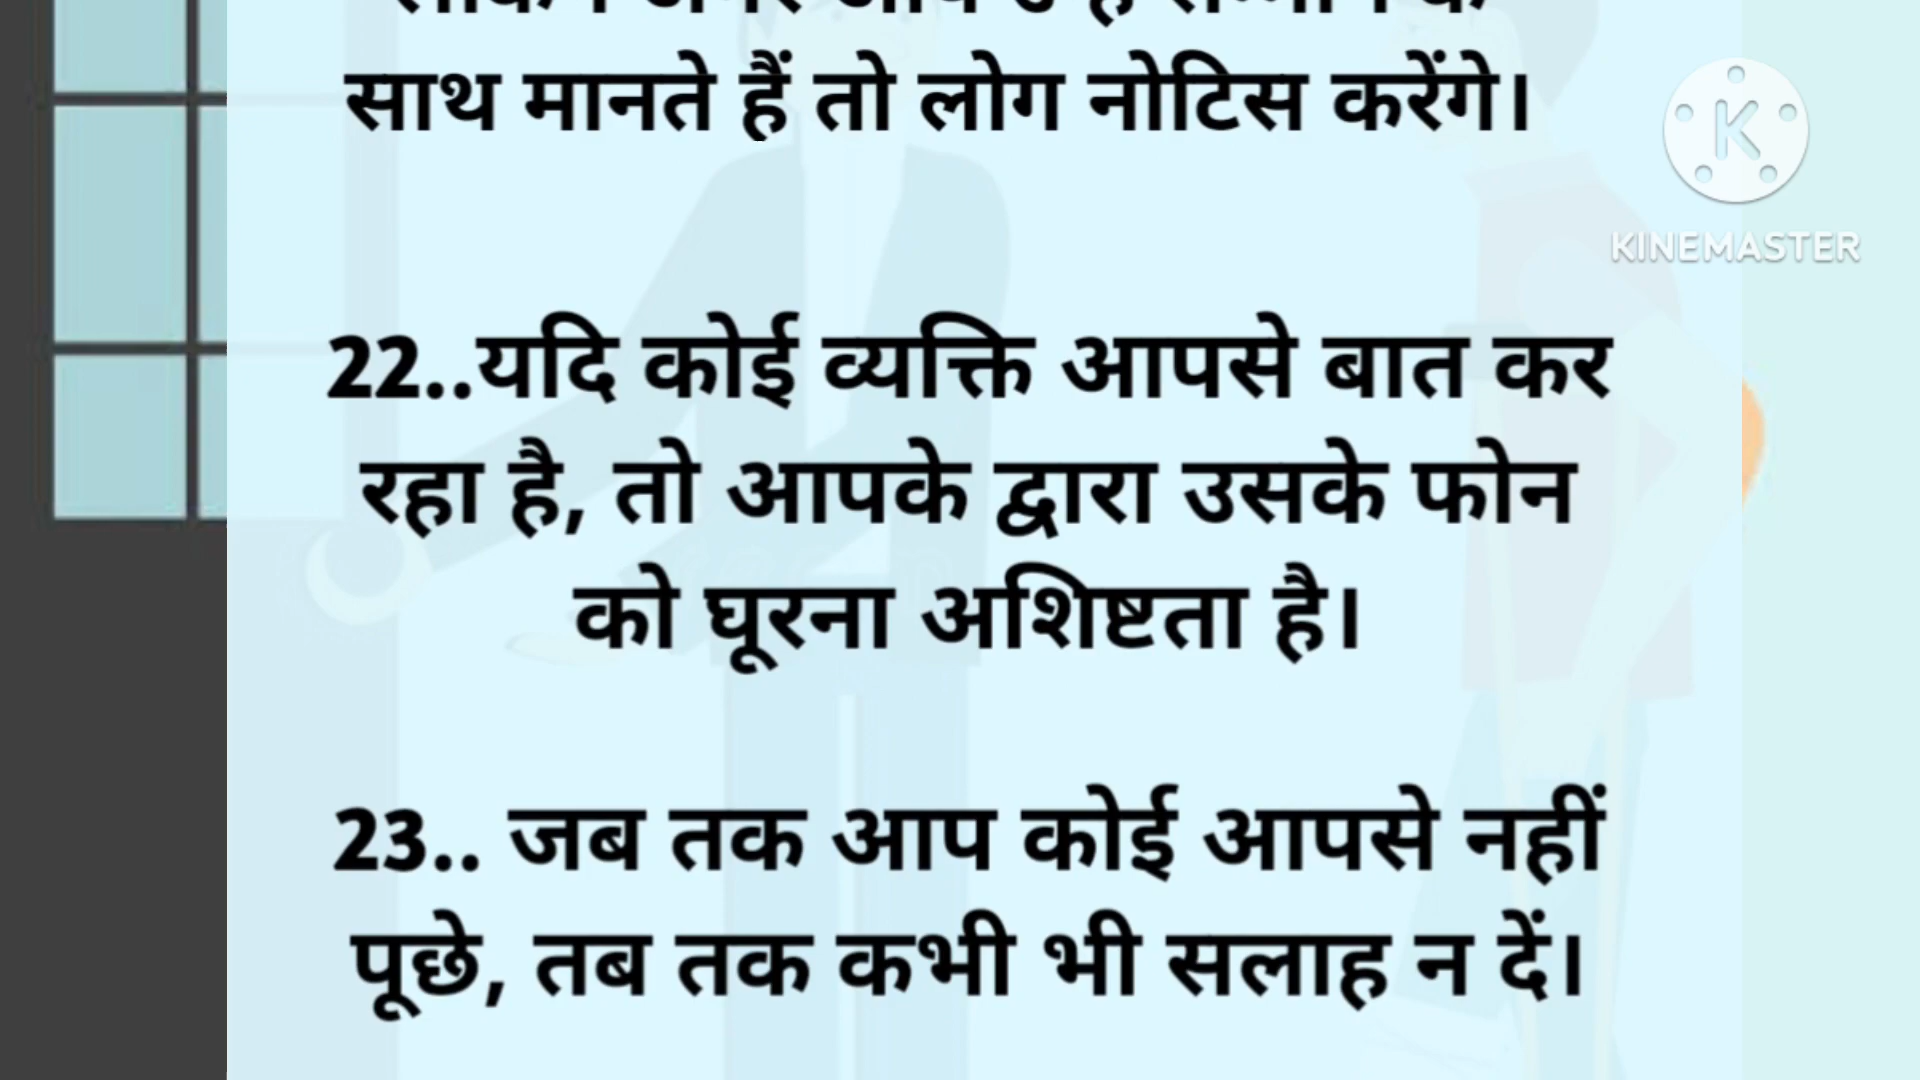 साथ मानते हैं तो लोग नोटिस करेंगे।
KINEMASTER
22..यदि कोई व्यक्ति आपसे बात कर
रहा है, तो आपके द्वारा उसके फोन
को घूरना अशिष्टता है।
23.. जब तक आप कोई आपसे नहीं
पूछे, तब तक कभी भी सलाह न दें।